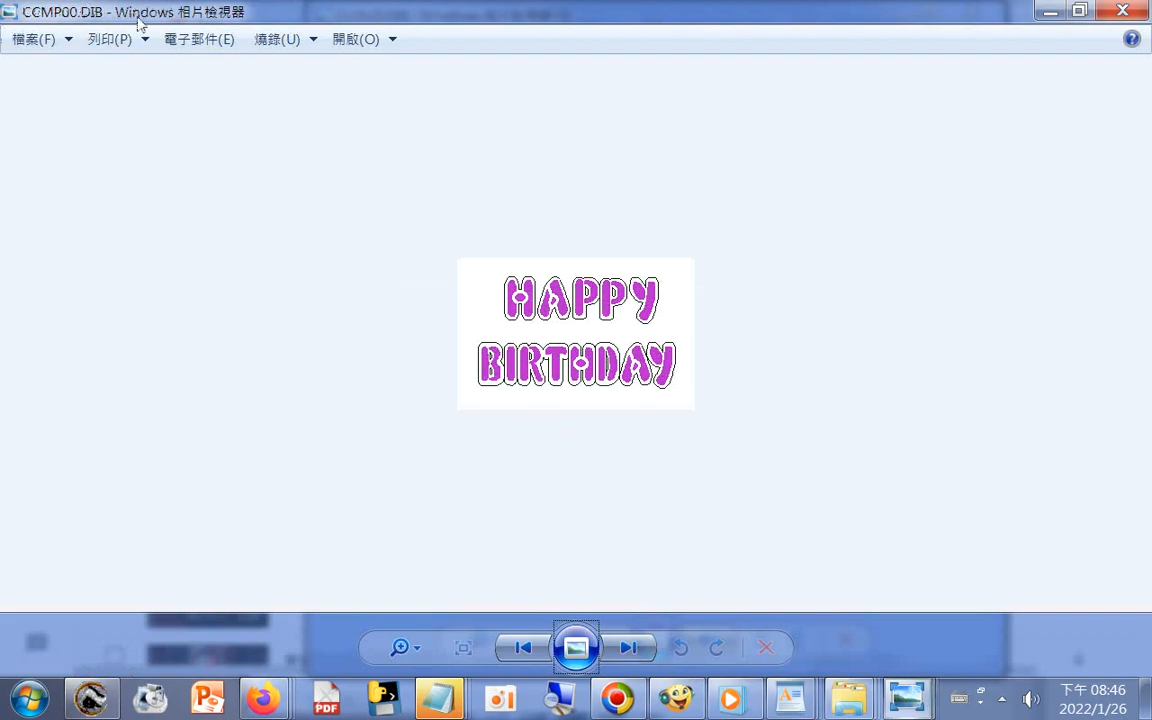 CCMP00.DIB - Windows 相片檢視器
檔案(F) 列印(P) 電子郵件(E) 燒錄(U) 開啟(O)
HAPPY
BIRTHDAY
PDF
下午 08:46
2022/1/26